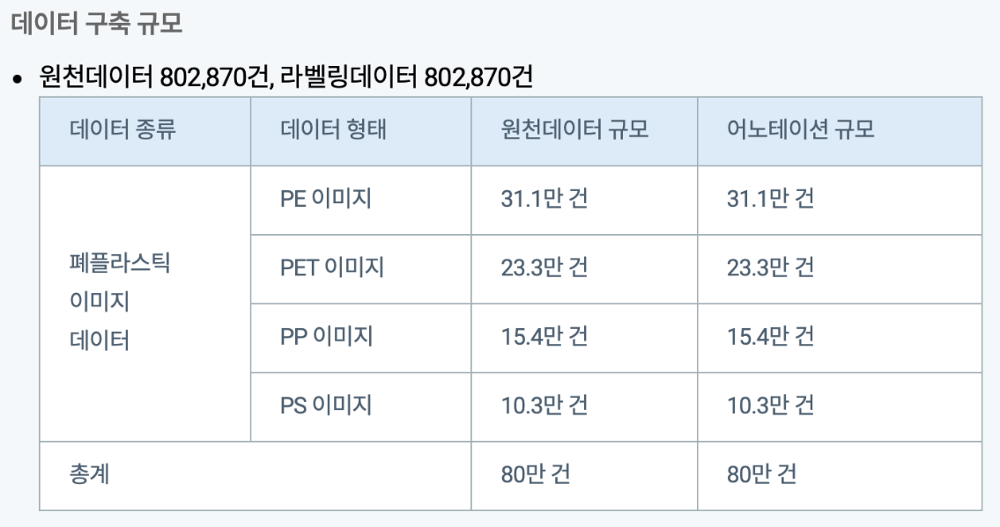 데이터 구축 규모
• 원천데이터 802,870건, 라벨링데이터 802,870건
데이터 종류 데이터 형태 원천데이터 규모 어노테이션 규모
폐플라스틱
이미지
데이터
PE 이미지 31.1만 건 31.1만 건
PET 이미지 23.3만 건 23.3만 건
PP 이미지 15.4만 건 15.4만 건
PS 이미지 10.3만 건 10.3만 건
총계 80만 건 80만 건